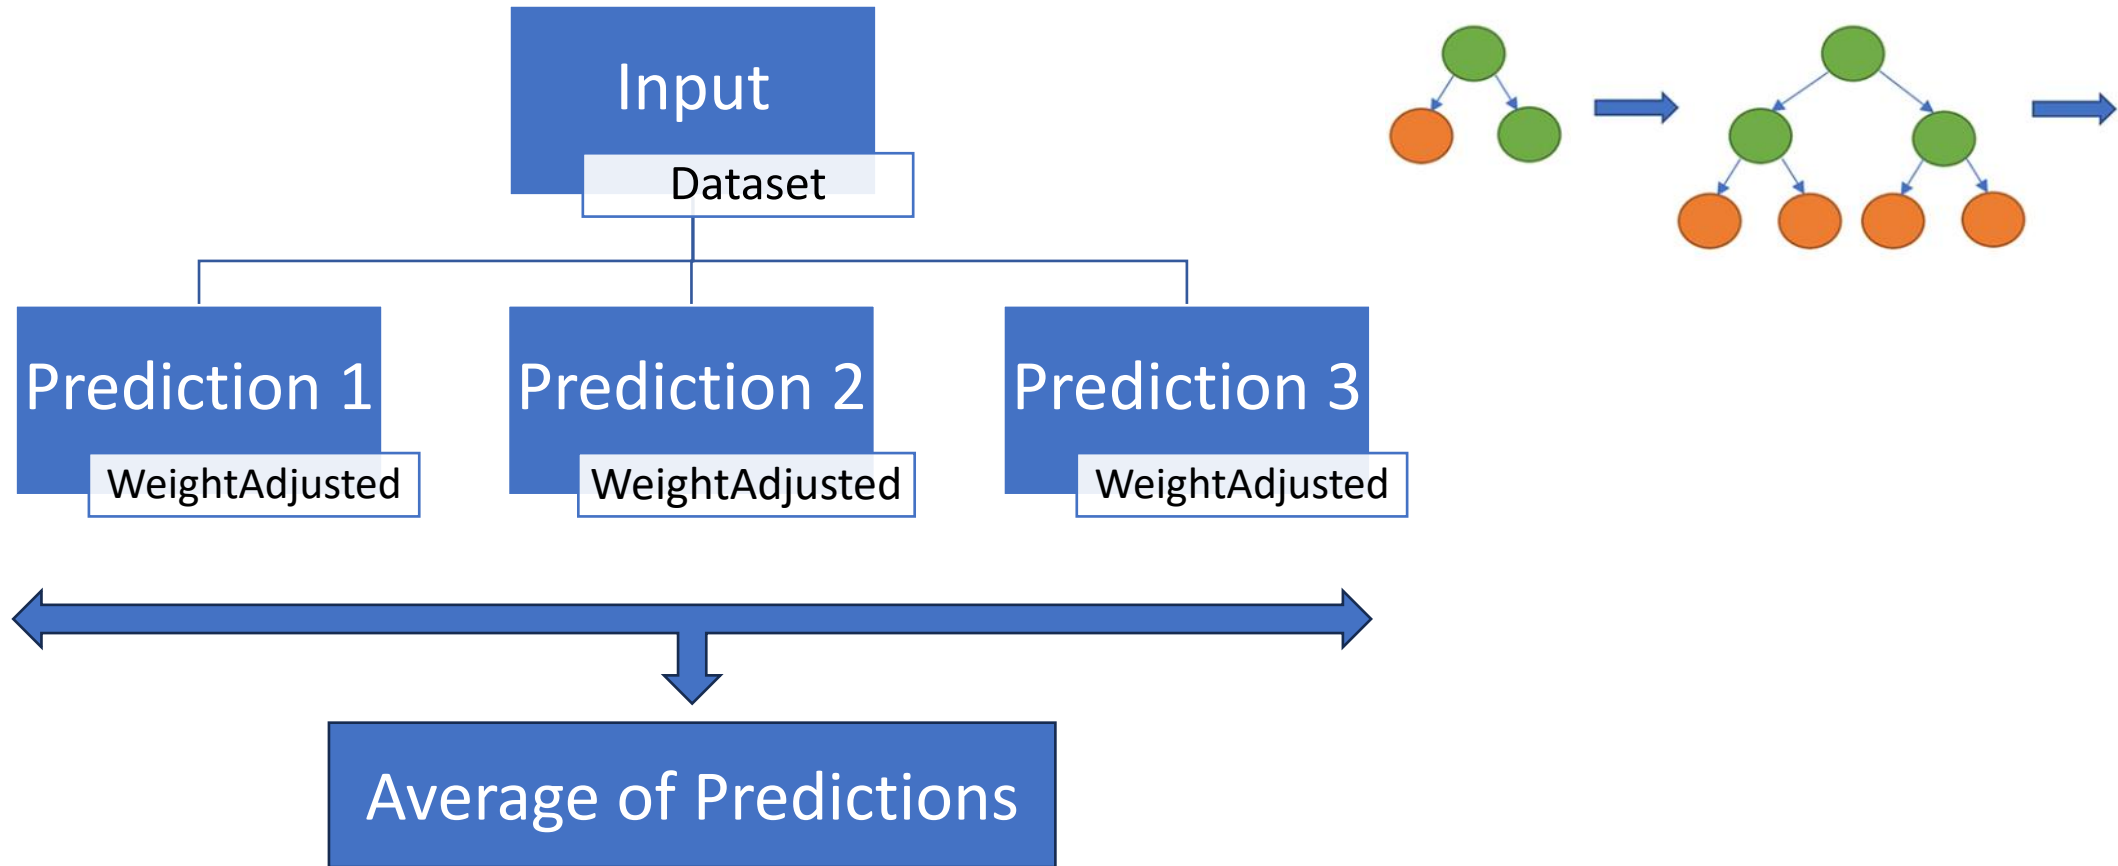 Input
Dataset
Prediction 1
WeightAdjusted
Prediction 2
WeightAdjusted
Prediction 3
WeightAdjusted
Average of Predictions